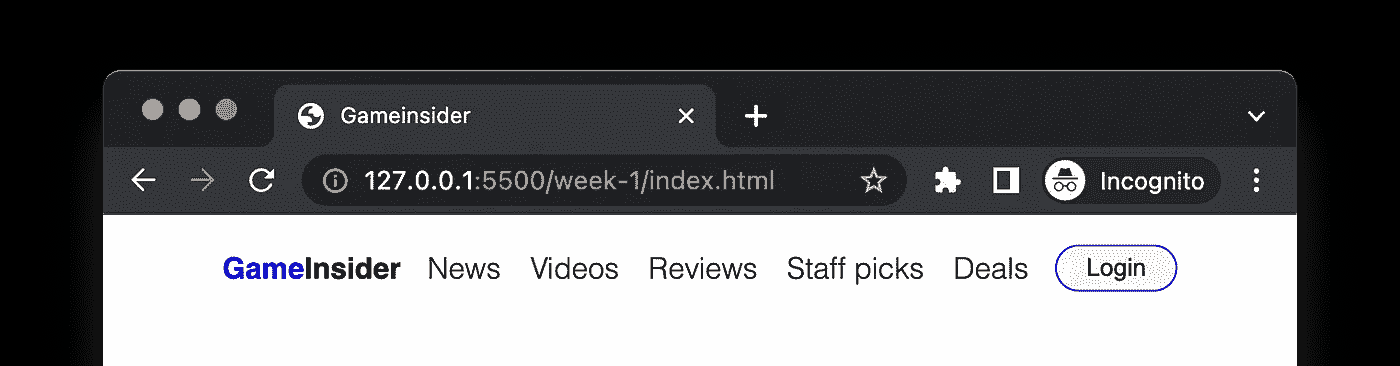 Gameinsider
127.0.0.1:5500/week-1/index.html Incognito
GameInsider News Videos Reviews Staff picks Deals Login